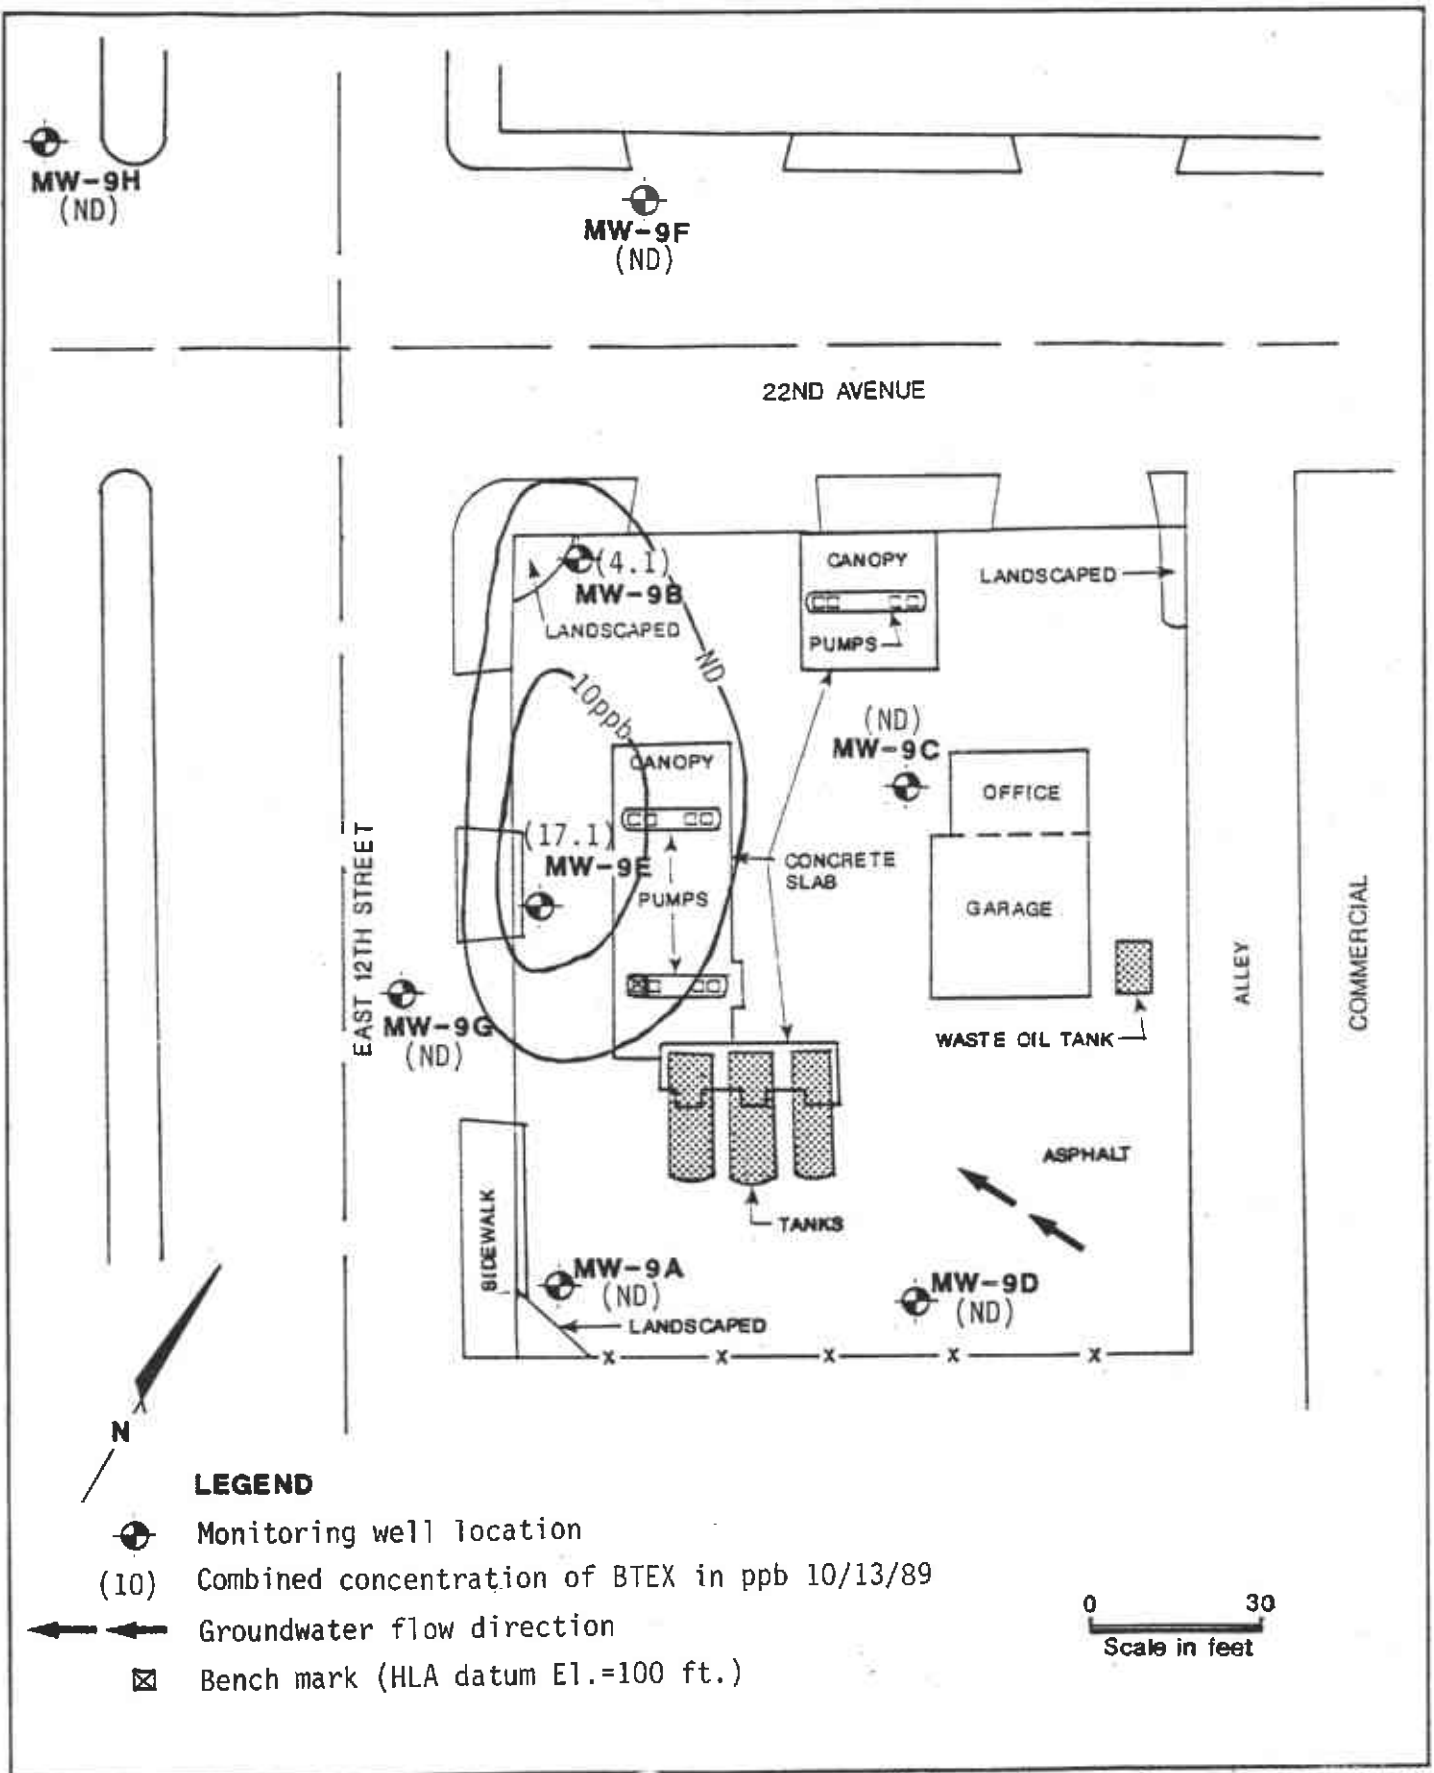 MW-9H
(ND)
MW-9F
(ND)
22ND AVENUE
(4.1)
MW-9B
LANDSCAPED
ND
10ppb
CANOPY
PUMPS
LANDSCAPED
(ND)
MW-9C
CANOPY
OFFICE
(17.1)
MW-9E
PUMPS
CONCRETE
SLAB
GARAGE
EAST 12TH STREET
MW-9G
(ND)
WASTE OIL TANK
ALLEY
COMMERCIAL
ASPHALT
TANKS
SIDEWALK
MW-9A
(ND)
LANDSCAPED
MW-9D
(ND)
X X X X X
N
LEGEND
Monitoring well location
(10) Combined concentration of BTEX in ppb 10/13/89
Groundwater flow direction
Bench mark (HLA datum El.=100 ft.)
0 30
Scale in feet